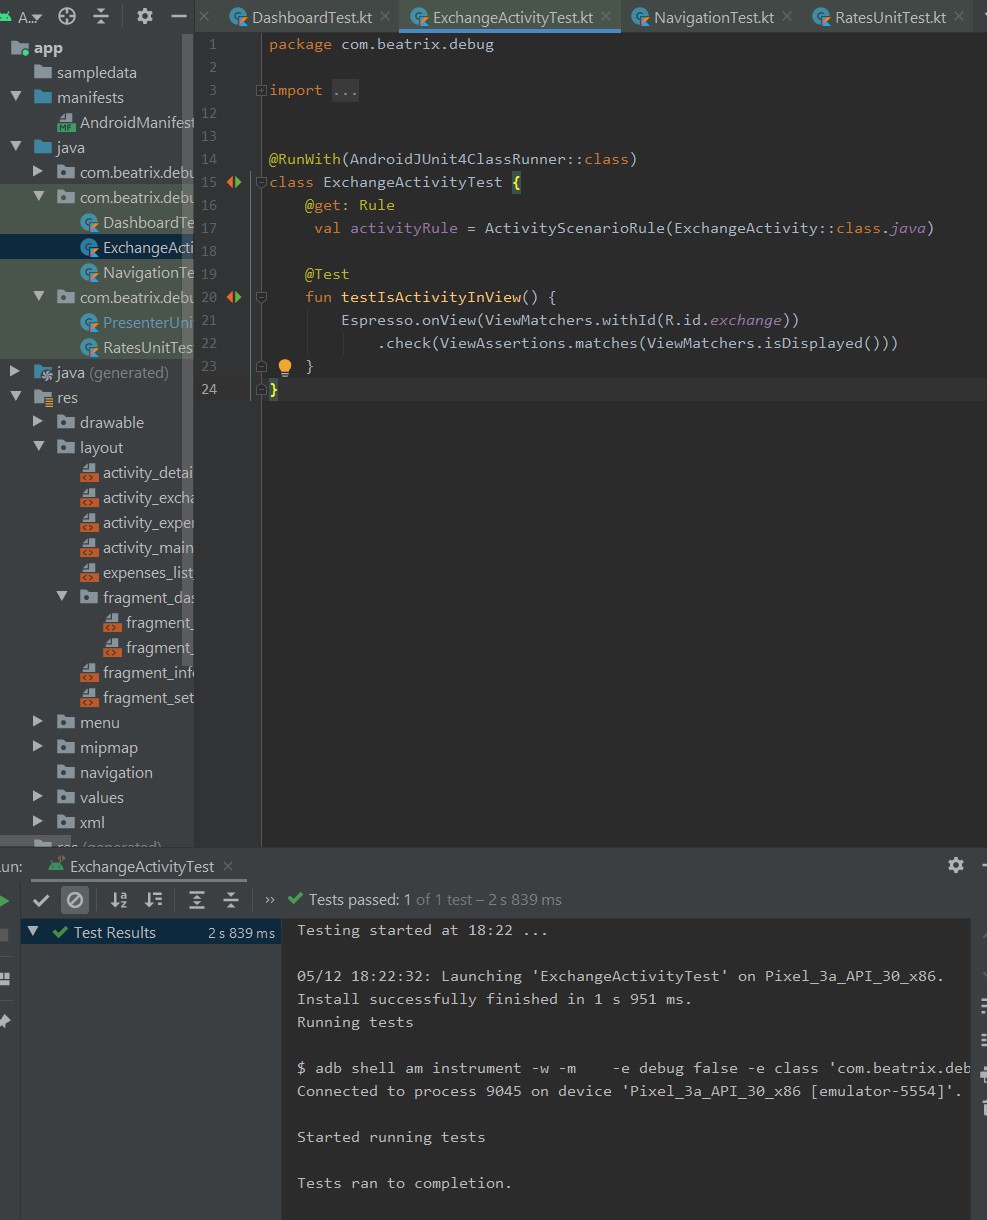 A...
DashboardTest.kt
ExchangeActivityTest.kt
NavigationTest.kt
RatesUnitTest.kt
app
sampledata
manifests
AndroidManifest
java
com.beatrix.debu
com.beatrix.debu
DashboardTe
ExchangeActi
NavigationTe
com.beatrix.debu
PresenterUni
RatesUnitTes
java (generated)
res
drawable
layout
activity_detai
activity_excha
activity_expen
activity_main
expenses_list
fragment_das
fragment_
fragment_
fragment_info
fragment_set
menu
mipmap
navigation
values
xml
res (generated)
1 package com.beatrix.debug
2
3 import ...
12
13
14 @RunWith(AndroidJUnit4ClassRunner::class)
15 class ExchangeActivityTest {
16 @get: Rule
17 val activityRule = ActivityScenarioRule(ExchangeActivity::class.java)
18
19 @Test
20 fun testIsActivityInView() {
21 Espresso.onView(ViewMatchers.withId(R.id.exchange))
22 .check(ViewAssertions.matches(ViewMatchers.isDisplayed()))
23 }
24 }
un:
ExchangeActivityTest
Tests passed: 1 of 1 test – 2 s 839 ms
Test Results 2 s 839 ms
Testing started at 18:22 ...
05/12 18:22:32: Launching 'ExchangeActivityTest' on Pixel_3a_API_30_x86.
Install successfully finished in 1 s 951 ms.
Running tests
$ adb shell am instrument -w -m -e debug false -e class 'com.beatrix.deb
Connected to process 9045 on device 'Pixel_3a_API_30_x86 [emulator-5554]'.
Started running tests
Tests ran to completion.